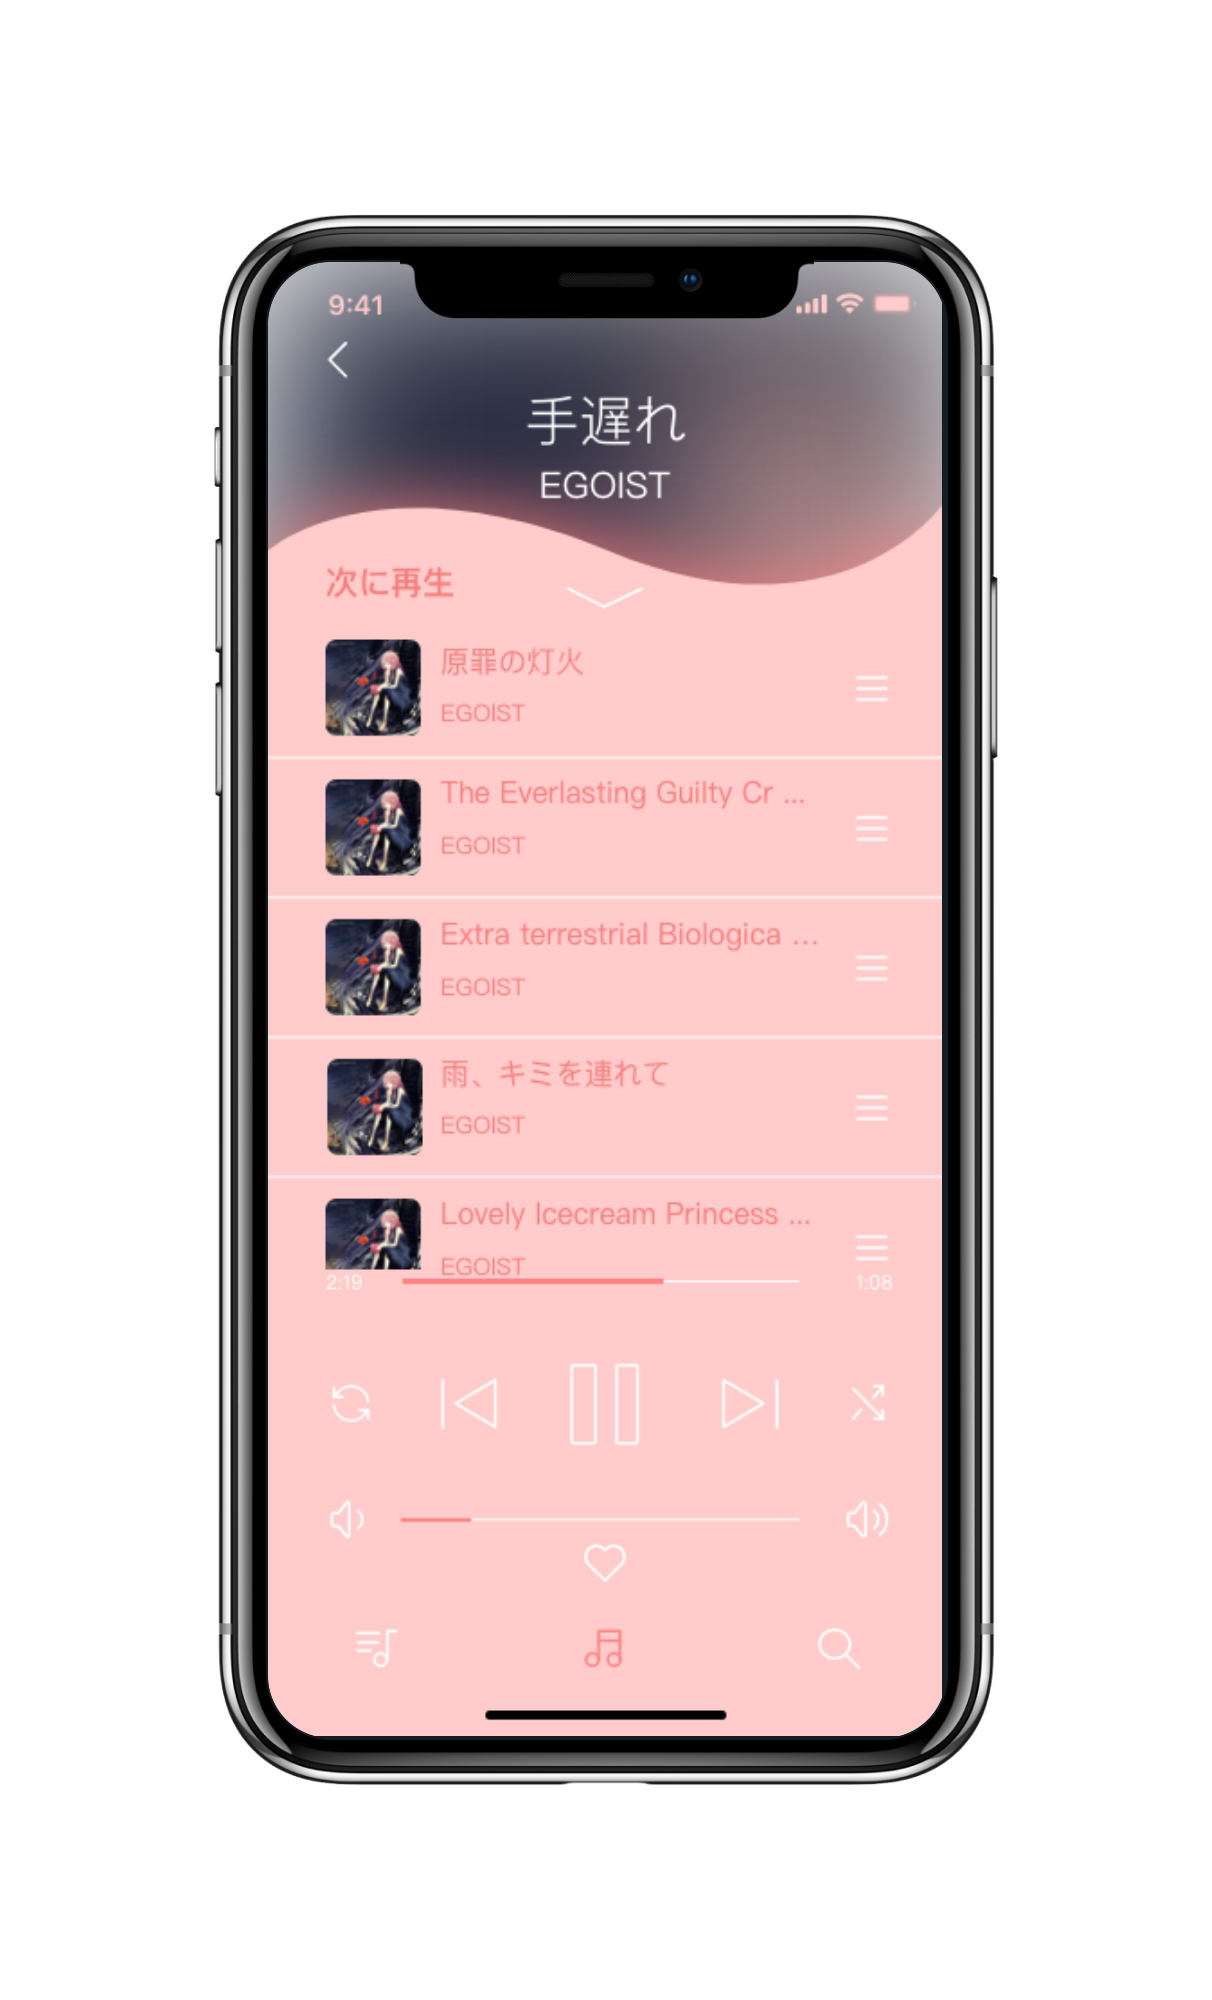 9:41
手遅れ
EGOIST
次に再生
原罪の灯火
EGOIST
The Everlasting Guilty Cr ...
EGOIST
Extra terrestrial Biologica ...
EGOIST
雨、キミを連れて
EGOIST
Lovely Icecream Princess ...
EGOIST
2:19
1:08